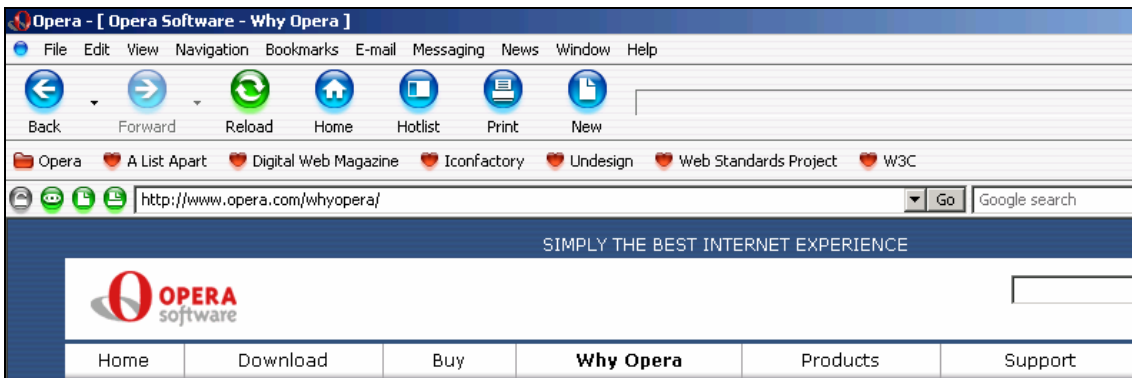 Opera - [ Opera Software - Why Opera ]
File Edit View Navigation Bookmarks E-mail Messaging News Window Help
Back Forward Reload Home Hotlist Print New
Opera A List Apart Digital Web Magazine Iconfactory Undesign Web Standards Project W3C
http://www.opera.com/whyopera/ Go Google search
SIMPLY THE BEST INTERNET EXPERIENCE
OPERA
software
Home Download Buy Why Opera Products Support